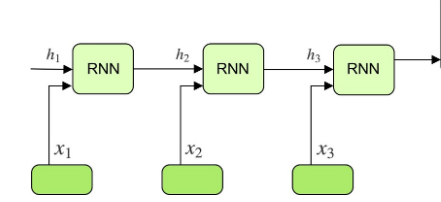 h₁ h₂ h₃
RNN RNN RNN
x₁ x₂ x₃